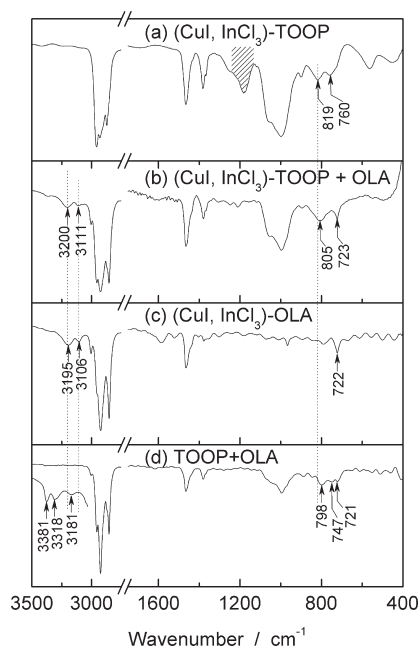 (a) (CuI, InCl3)-TOOP
819
760
(b) (CuI, InCl3)-TOOP + OLA
3200
3111
805
723
(c) (CuI, InCl3)-OLA
3195
3106
722
(d) TOOP+OLA
3381
3318
3181
798
747
721
3500 3000 1600 1200 800 400
Wavenumber / cm-1